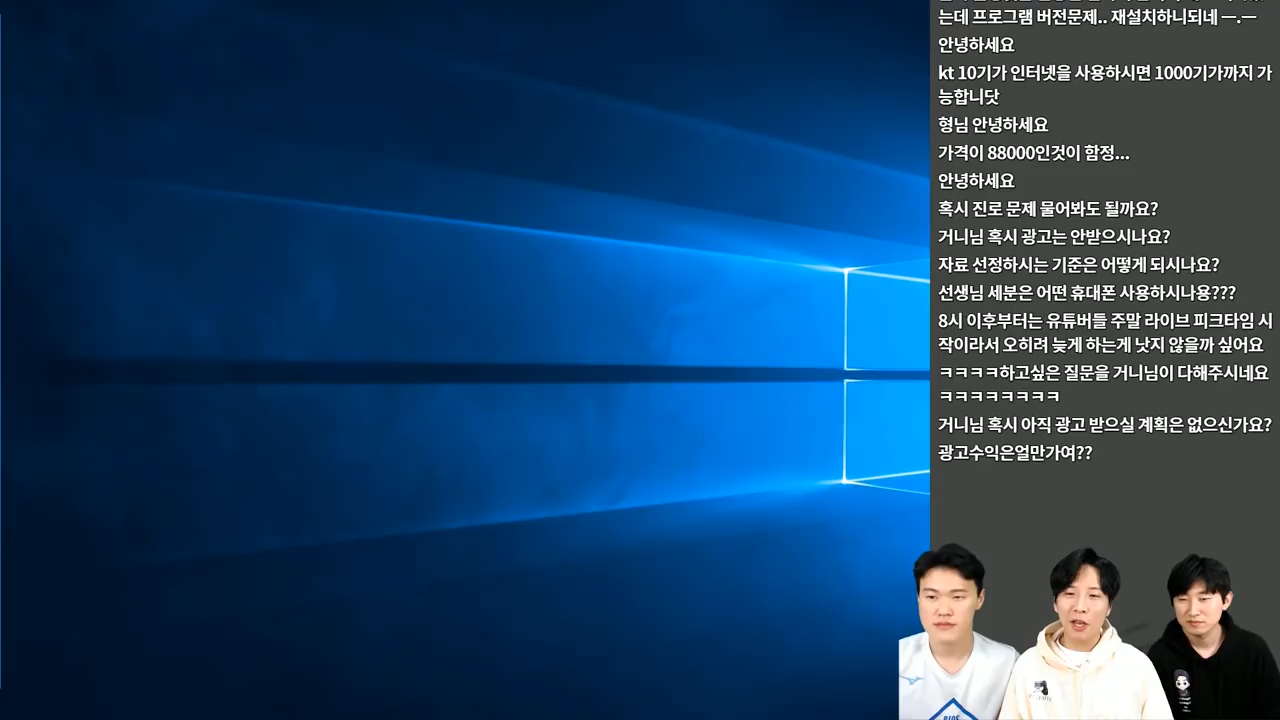 는데 프로그램 버전문제.. 재설치하니되네 ㅡ.ㅡ
안녕하세요
kt 10기가 인터넷을 사용하시면 1000기가까지 가
능합니닷
형님 안녕하세요
가격이 88000인것이 함정...
안녕하세요
혹시 진로 문제 물어봐도 될까요?
거니님 혹시 광고는 안받으시나요?
자료 선정하시는 기준은 어떻게 되시나요?
선생님 세분은 어떤 휴대폰 사용하시나용???
8시 이후부터는 유튜버들 주말 라이브 피크타임 시
작이라서 오히려 늦게 하는게 낫지 않을까 싶어요
ㅋㅋㅋㅋ하고싶은 질문을 거니님이 다해주시네요
ㅋㅋㅋㅋㅋㅋㅋㅋ
거니님 혹시 아직 광고 받으실 계획은 없으신가요?
광고수익은얼만가여??